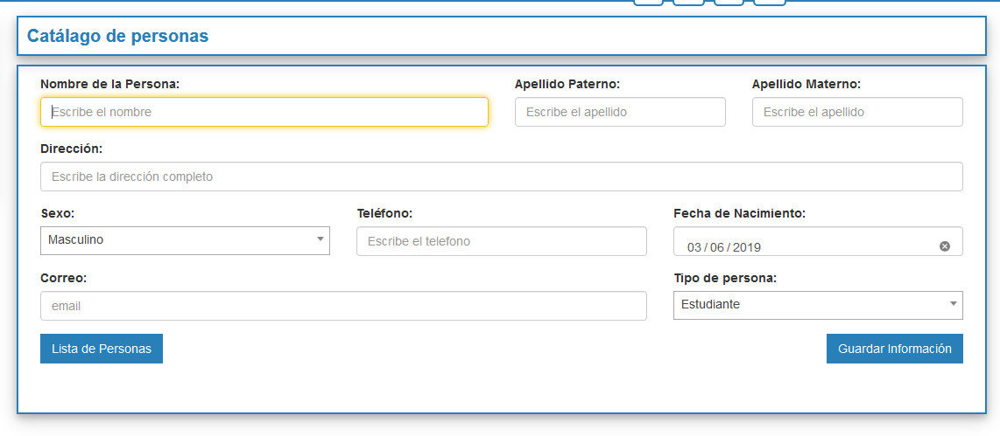 Catálago de personas
Nombre de la Persona: Apellido Paterno: Apellido Materno:
Escribe el nombre Escribe el apellido Escribe el apellido
Dirección:
Escribe la dirección completo
Sexo: Teléfono: Fecha de Nacimiento:
Masculino Escribe el telefono 03 / 06 / 2019
Correo: Tipo de persona:
email Estudiante
Lista de Personas Guardar Información